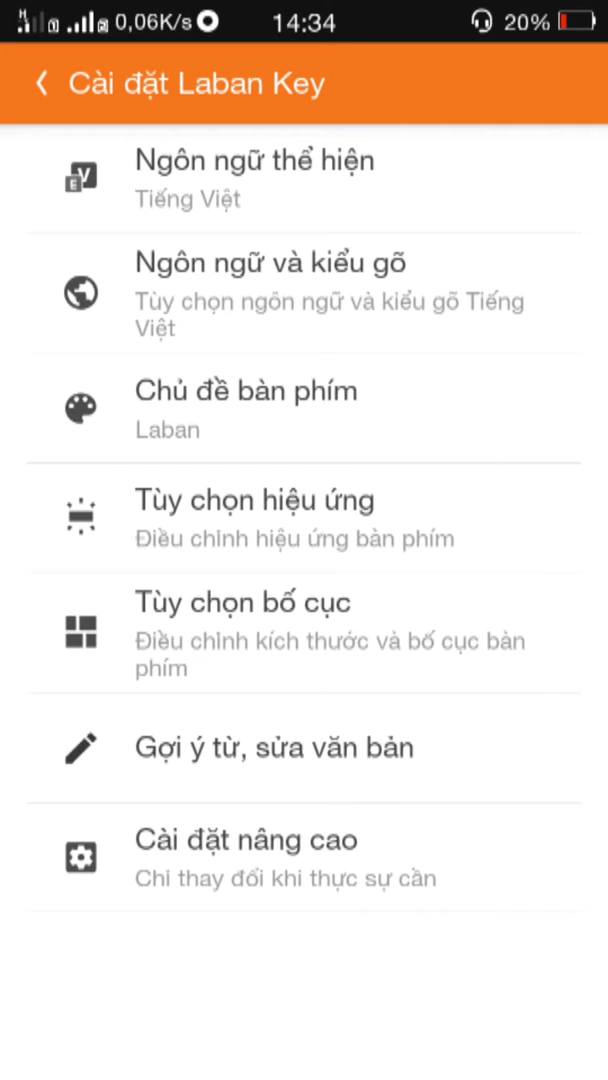 0,06K/s 14:34 20%
Cài đặt Laban Key
Ngôn ngữ thể hiện
Tiếng Việt
Ngôn ngữ và kiểu gõ
Tùy chọn ngôn ngữ và kiểu gõ Tiếng
Việt
Chủ đề bàn phím
Laban
Tùy chọn hiệu ứng
Điều chỉnh hiệu ứng bàn phím
Tùy chọn bố cục
Điều chỉnh kích thước và bố cục bàn
phím
Gợi ý từ, sửa văn bản
Cài đặt nâng cao
Chỉ thay đổi khi thực sự cần